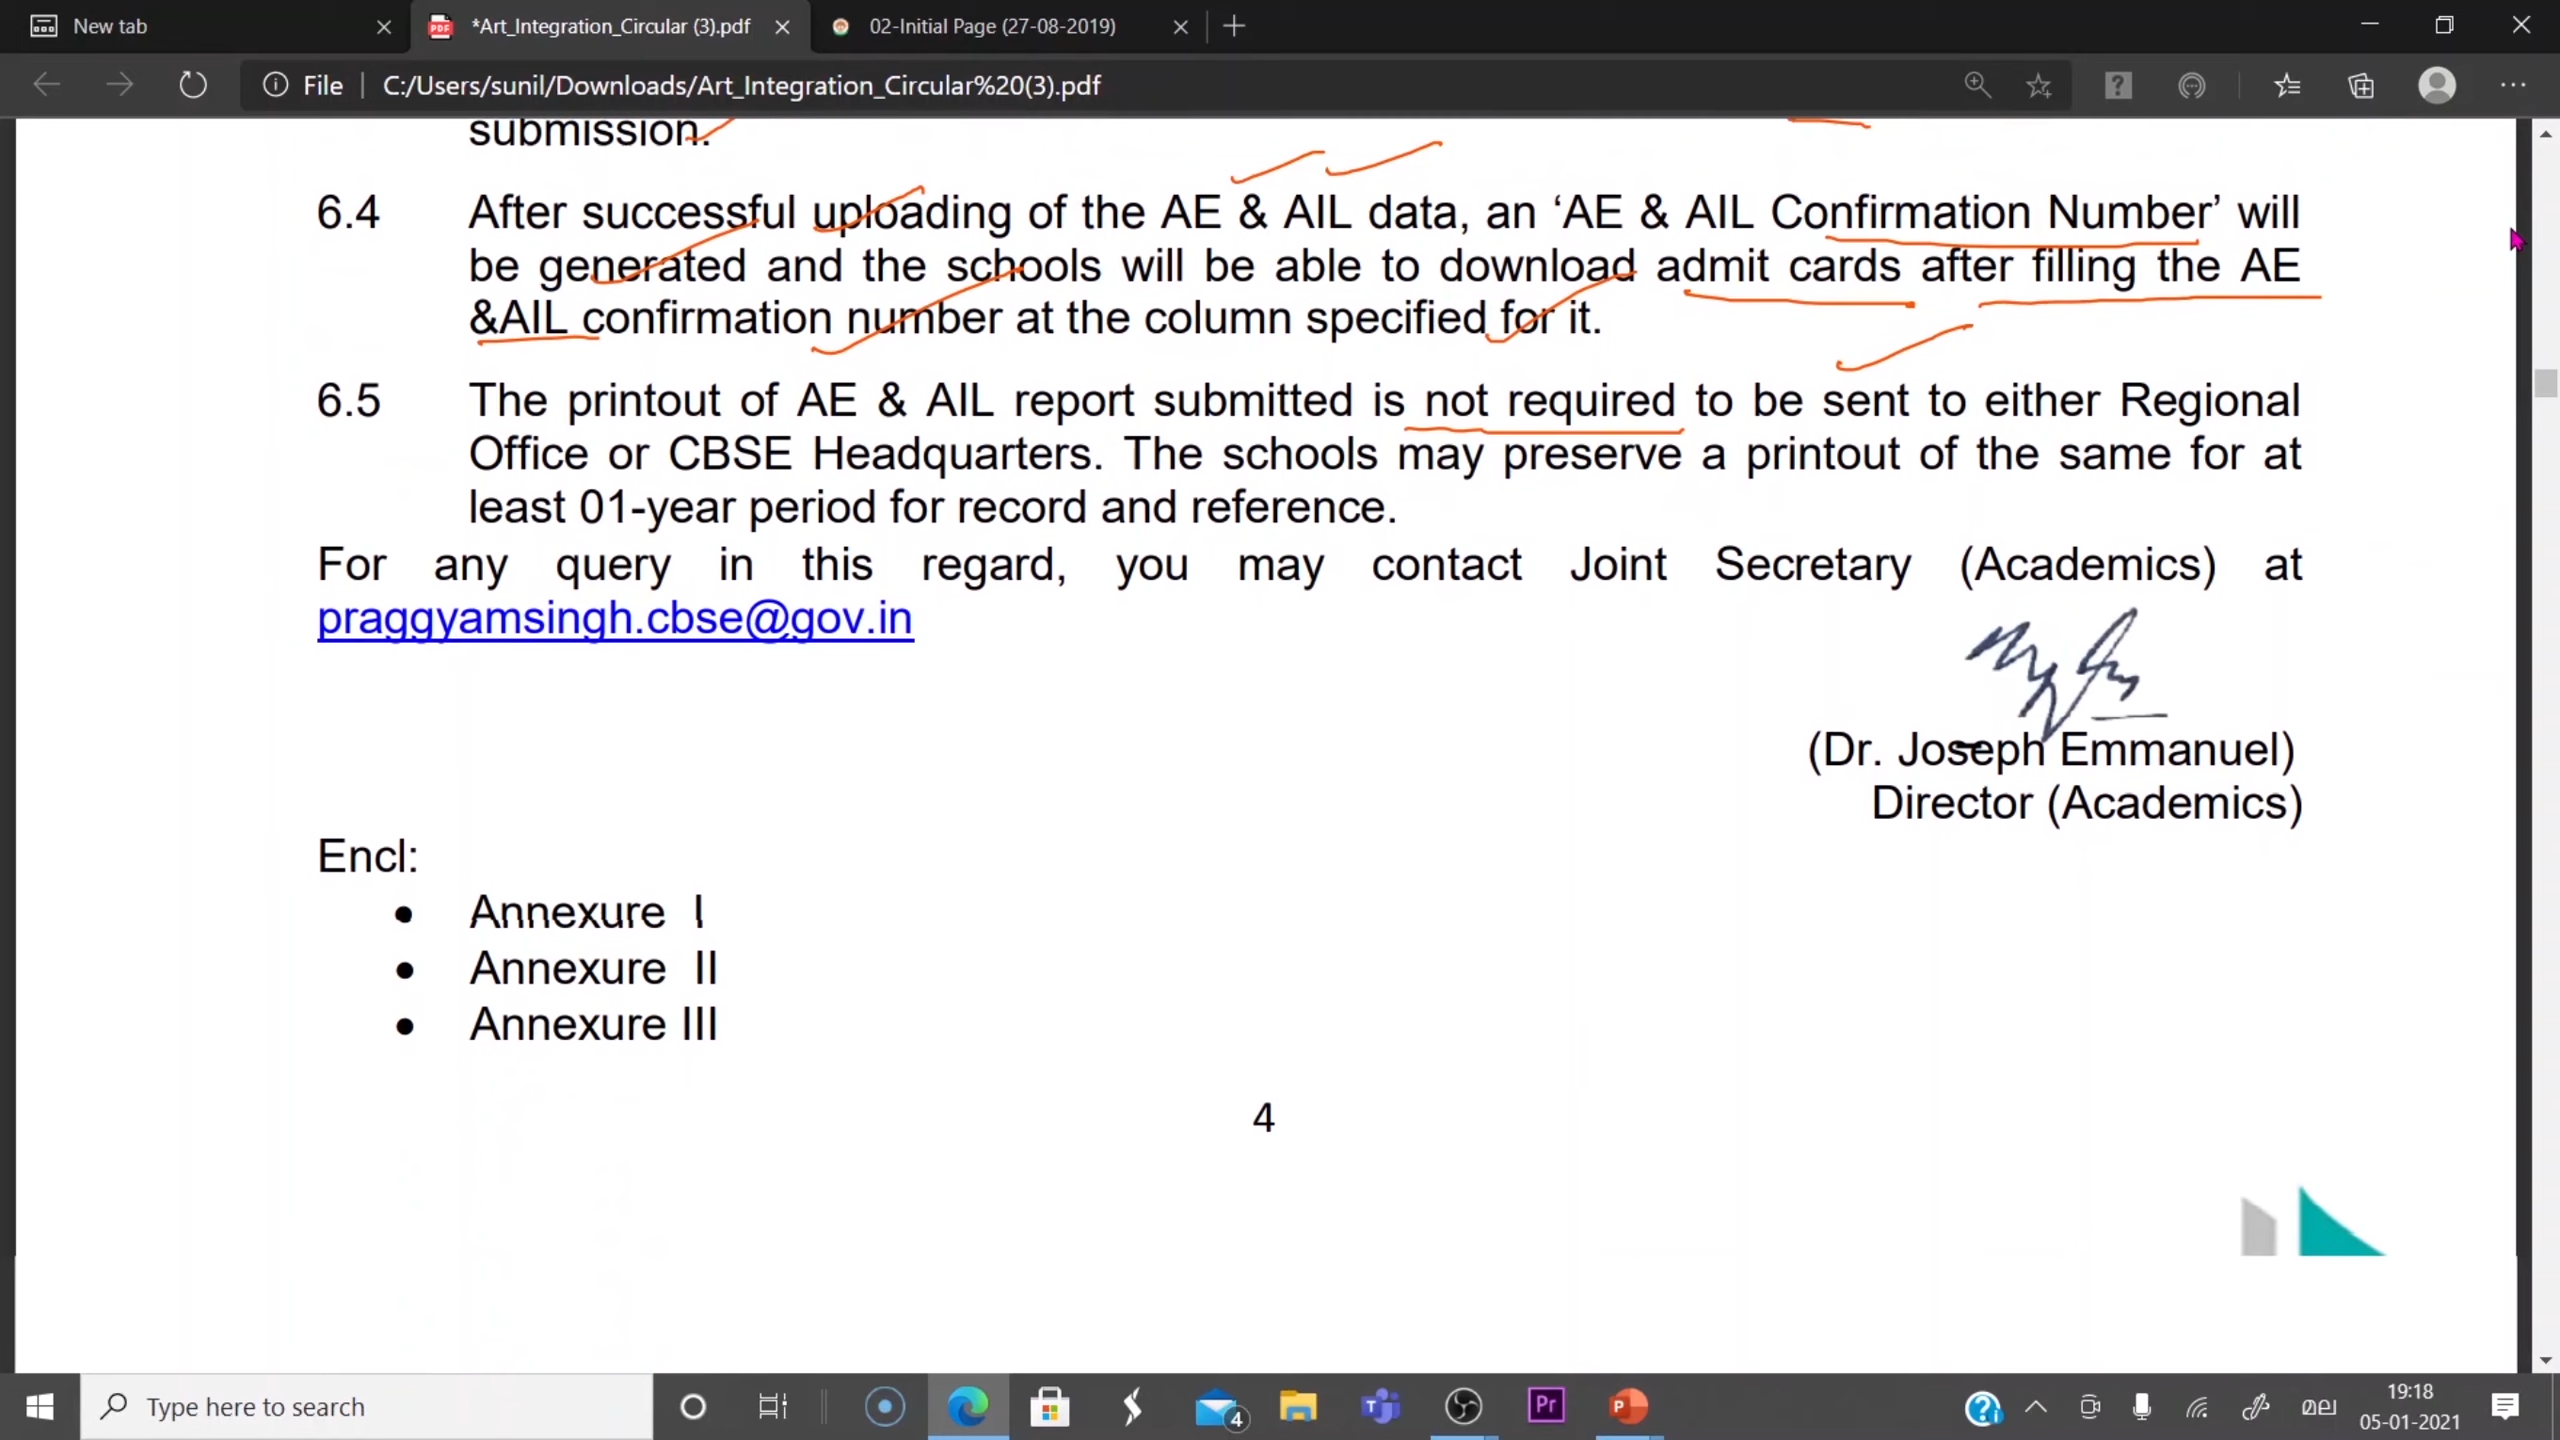 New tab
*Art_Integration_Circular (3).pdf
02-Initial Page (27-08-2019)
File
C:/Users/sunil/Downloads/Art_Integration_Circular%20(3).pdf
submission.
6.4 After successful uploading of the AE & AIL data, an ‘AE & AIL Confirmation Number’ will
be generated and the schools will be able to download admit cards after filling the AE
&AIL confirmation number at the column specified for it.
6.5 The printout of AE & AIL report submitted is not required to be sent to either Regional
Office or CBSE Headquarters. The schools may preserve a printout of the same for at
least 01-year period for record and reference.
For any query in this regard, you may contact Joint Secretary (Academics) at
praggyamsingh.cbse@gov.in
(Dr. Joseph Emmanuel)
Director (Academics)
Encl:
• Annexure I
• Annexure II
• Annexure III
4
Type here to search
4
Pr
മല
19:18
05-01-2021